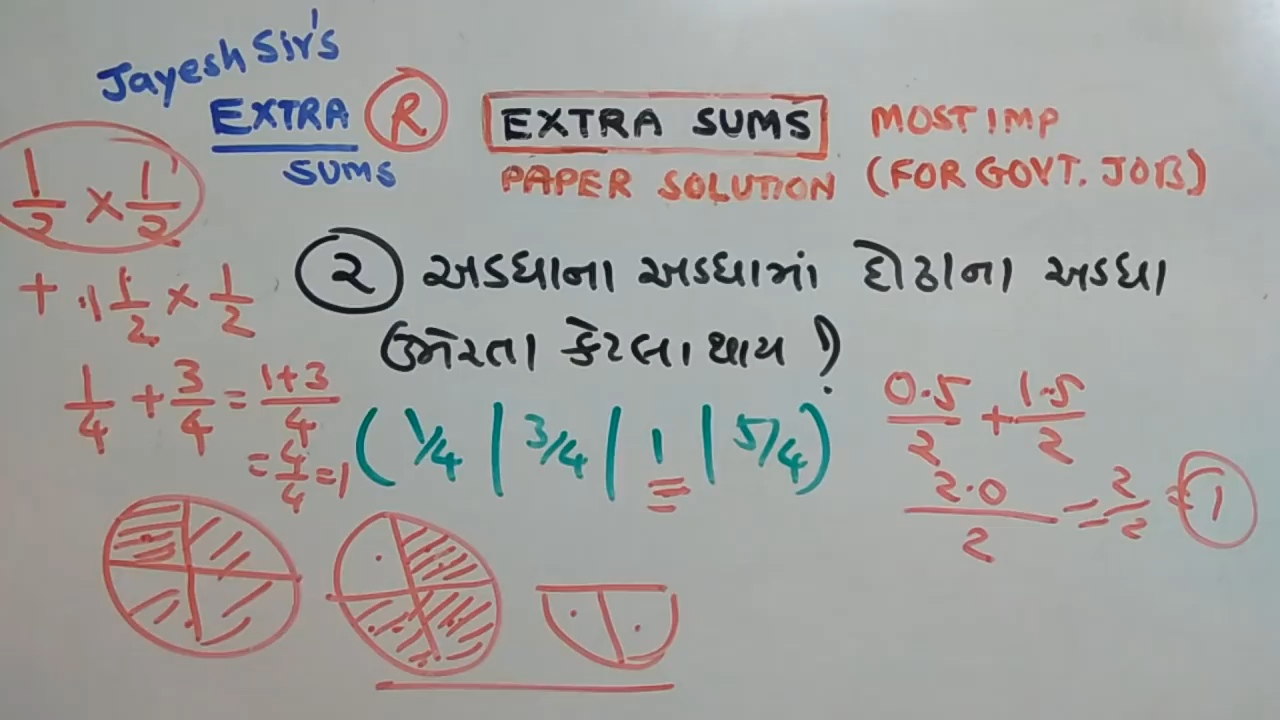 Jayesh Sir's
EXTRA R
SUMS
EXTRA SUMS
PAPER SOLUTION
MOST IMP
(FOR GOVT. JOB)
૨ અડધાના અડધામાં દોઢાના અડધા
ઉમેરતા કેટલા થાય ?
(1/4 | 3/4 | 1 | 5/4)
1/2 × 1/2
+ 1 1/2 × 1/2
1/4 + 3/4 = 1+3/4
= 4/4 = 1
0.5/2 + 1.5/2
2.0/2 = 2/2 = 1